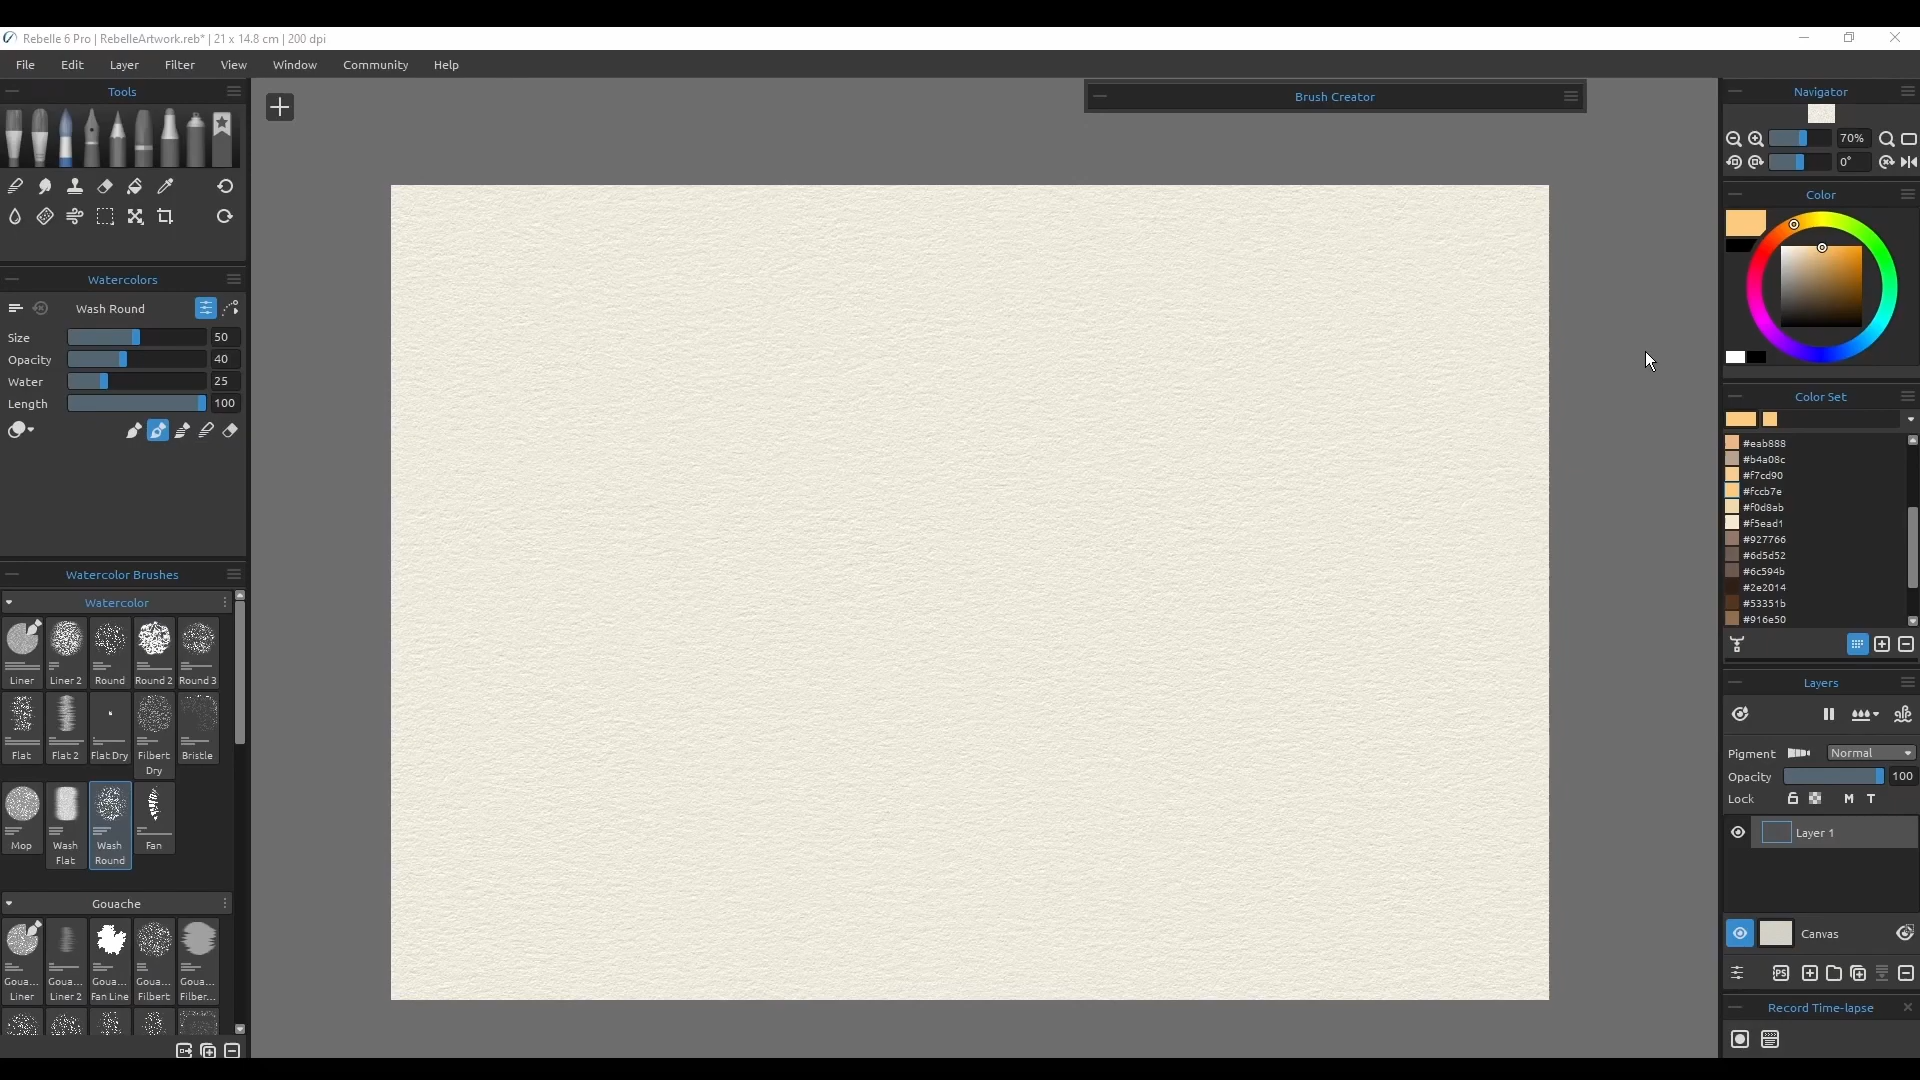 Rebelle 6 Pro | RebelleArtwork.reb* | 21 x 14.8 cm | 200 dpi
File Edit Layer Filter View Window Community Help
Tools
Watercolors
Wash Round
Size 50
Opacity 40
Water 25
Length 100
Watercolor Brushes
Watercolor
Liner Liner 2 Round Round 2 Round 3
Flat Flat 2 Flat Dry Filbert Dry Bristle
Mop Wash Flat Wash Round Fan
Gouache
Goua... Goua... Goua... Goua... Goua...
Liner Liner 2 Fan Line Filbert Filber...
Brush Creator
Navigator
70%
0°
Color
Color Set
#eab888
#b4a08c
#f7cd90
#fccb7e
#f0d8ab
#f5ead1
#927766
#6d5d52
#6c594b
#2e2014
#53351b
#916e50
Layers
Pigment Normal
Opacity 100
Lock M T
Layer 1
Canvas
PS
Record Time-lapse